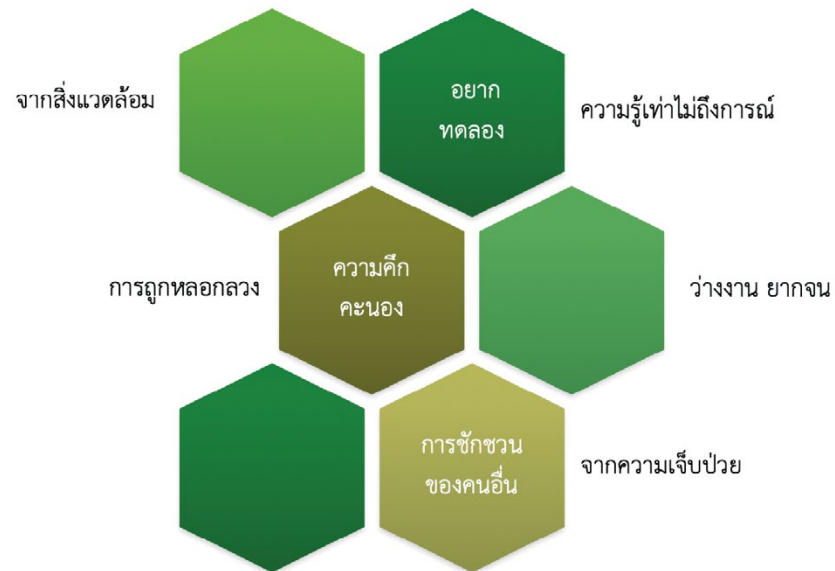 จากสิ่งแวดล้อม
อยาก
ทดลอง
ความรู้เท่าไม่ถึงการณ์
การถูกหลอกลวง
ความคึก
คะนอง
ว่างงาน ยากจน
การชักชวน
ของคนอื่น
จากความเจ็บป่วย